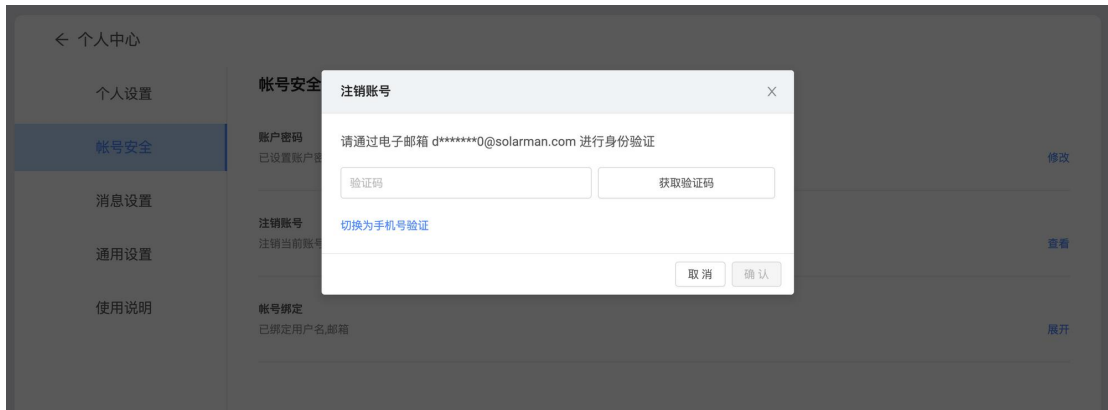 ← 个人中心
个人设置
帐号安全
消息设置
通用设置
使用说明
帐号安全
账户密码
已设置账户密
修改
注销账号
注销当前账号
查看
帐号绑定
已绑定用户名,邮箱
展开
注销账号
请通过电子邮箱 d*******0@solarman.com 进行身份验证
验证码
获取验证码
切换为手机号验证
取消
确认